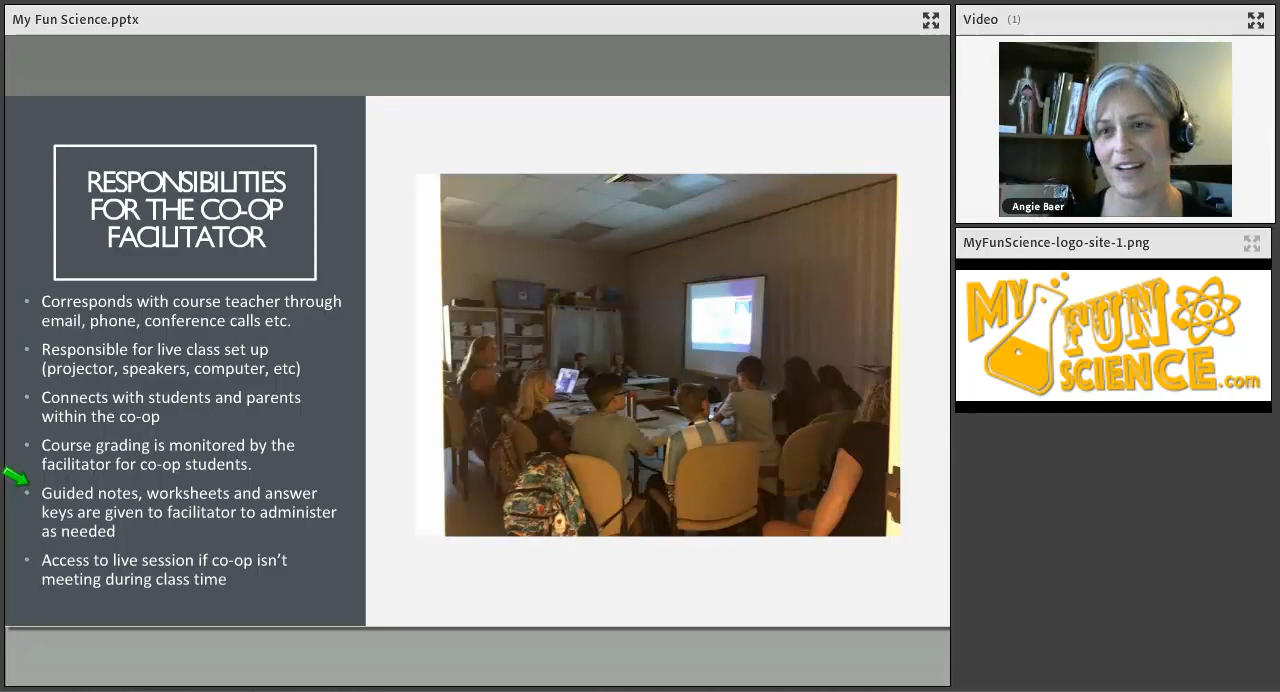 My Fun Science.pptx
RESPONSIBILITIES
FOR THE CO-OP
FACILITATOR
• Corresponds with course teacher through
email, phone, conference calls etc.
• Responsible for live class set up
(projector, speakers, computer, etc)
• Connects with students and parents
within the co-op
• Course grading is monitored by the
facilitator for co-op students.
• Guided notes, worksheets and answer
keys are given to facilitator to administer
as needed
• Access to live session if co-op isn’t
meeting during class time
Video (1)
Angie Baer
MyFunScience-logo-site-1.png
MY FUN
SCIENCE.com